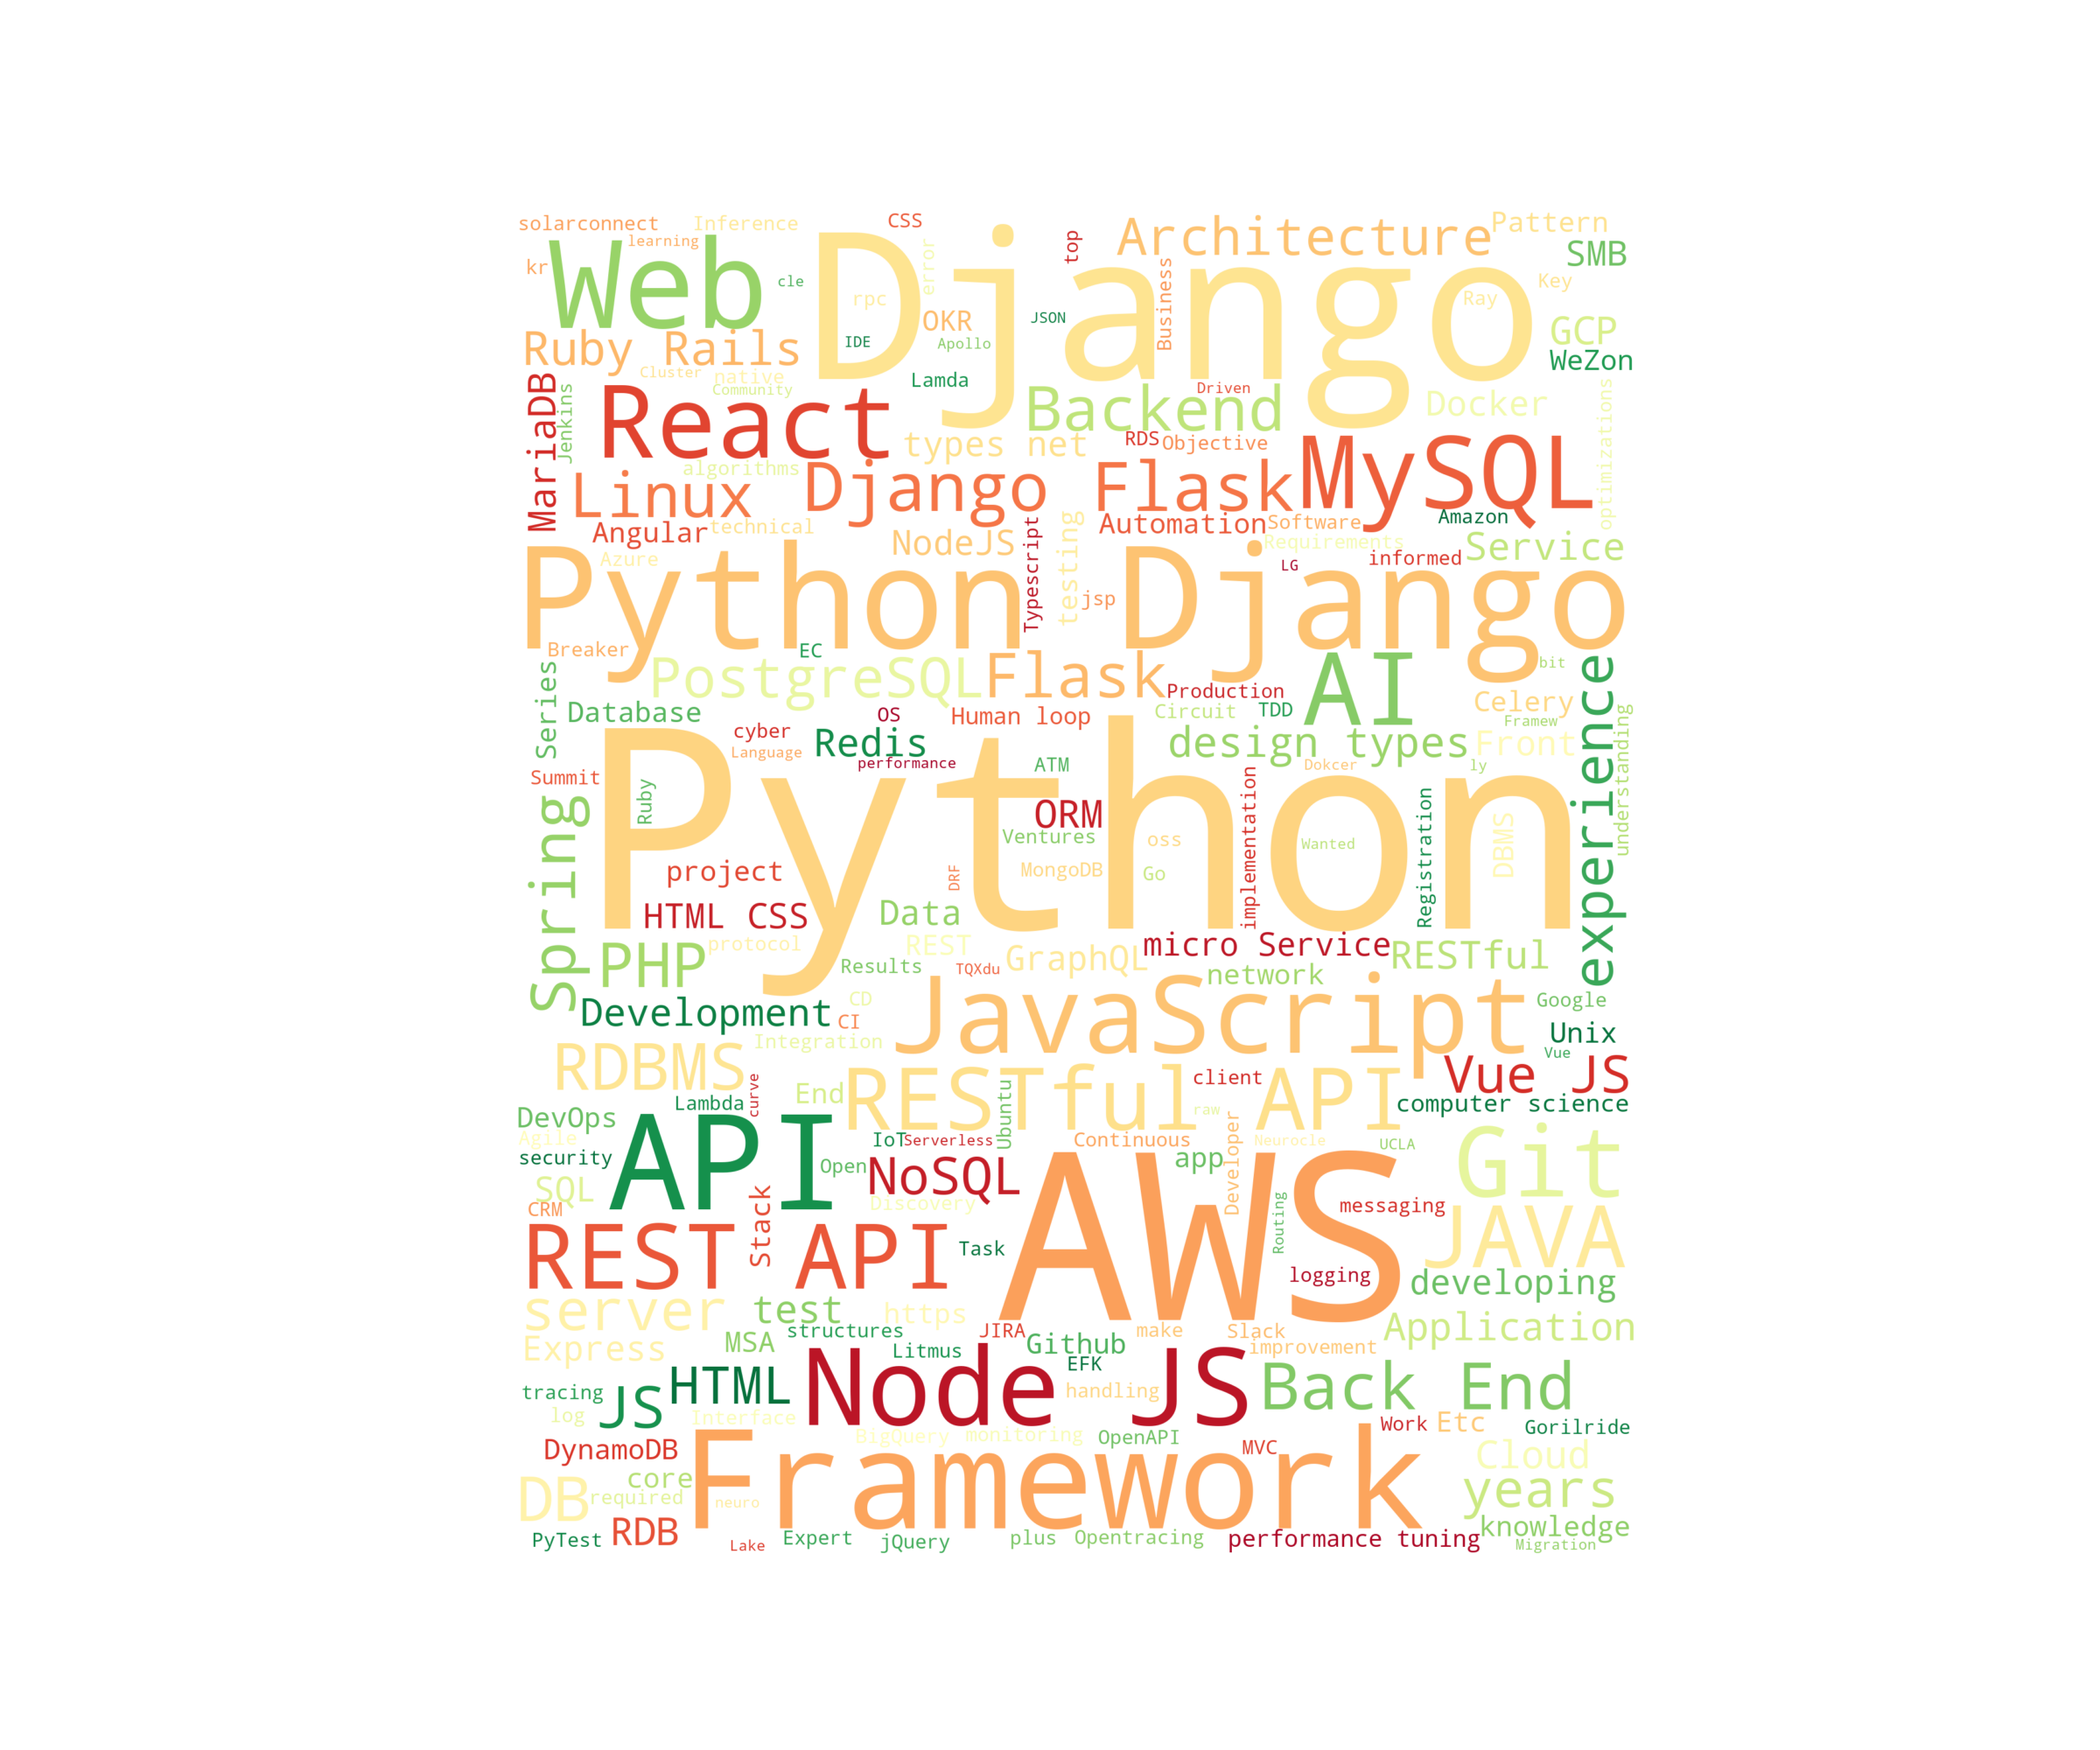 solarconnect
Inference
CSS
top
Architecture
Pattern
learning
Web
Django
error
SMB
kr
cle
rpc
Business
Ray
Key
OKR
JSON
GCP
Ruby Rails
IDE
Apollo
WeZon
Cluster
native
Lamda
Community
Driven
MariaDB
Jenkins
React
Backend
Docker
optimizations
types net
RDS
Objective
MySQL
algorithms
Linux
Django Flask
Angular
technical
Automation
Software
Amazon
NodeJS
Typescript
testing
Requirements
Service
Azure
LG
informed
Python Django
jsp
Breaker
EC
PostgreSQL
Flask
AI
bit
experience
Series
Production
Celery
Database
OS
Human loop
Circuit
TDD
Framew
understanding
cyber
Redis
design types
Front
Language
performance
ATM
Dokcer
ly
Summit
Python
Ruby
ORM
implementation
Registration
Spring
Ventures
oss
Wanted
DBMS
project
DRF
MongoDB
Go
HTML CSS
Data
PHP
protocol
REST
GraphQL
micro Service
RESTful
Results
TQXdu
network
Development
CD
JavaScript
Google
CI
Unix
Integration
RDBMS
Vue
Vue JS
RESTful API
client
curve
End
Ubuntu
computer science
DevOps
Lambda
raw
Agile
API
IoT
Serverless
Continuous
Developer
Neurocle
UCLA
Git
security
Open
NoSQL
AWS
app
SQL
Discovery
CRM
Stack
Routing
messaging
REST API
Task
JAVA
logging
developing
server
test
https
Application
Express
MSA
structures
JIRA
make
Slack
Litmus
Github
improvement
HTML
Node JS
EFK
Back End
tracing
JS
handling
log
Interface
Work
Etc
Gorilride
DynamoDB
BigQuery
monitoring
OpenAPI
MVC
Cloud
core
Framework
DB
required
neuro
years
PyTest
RDB
Lake
Expert
jQuery
plus
Opentracing
performance tuning
knowledge
Migration